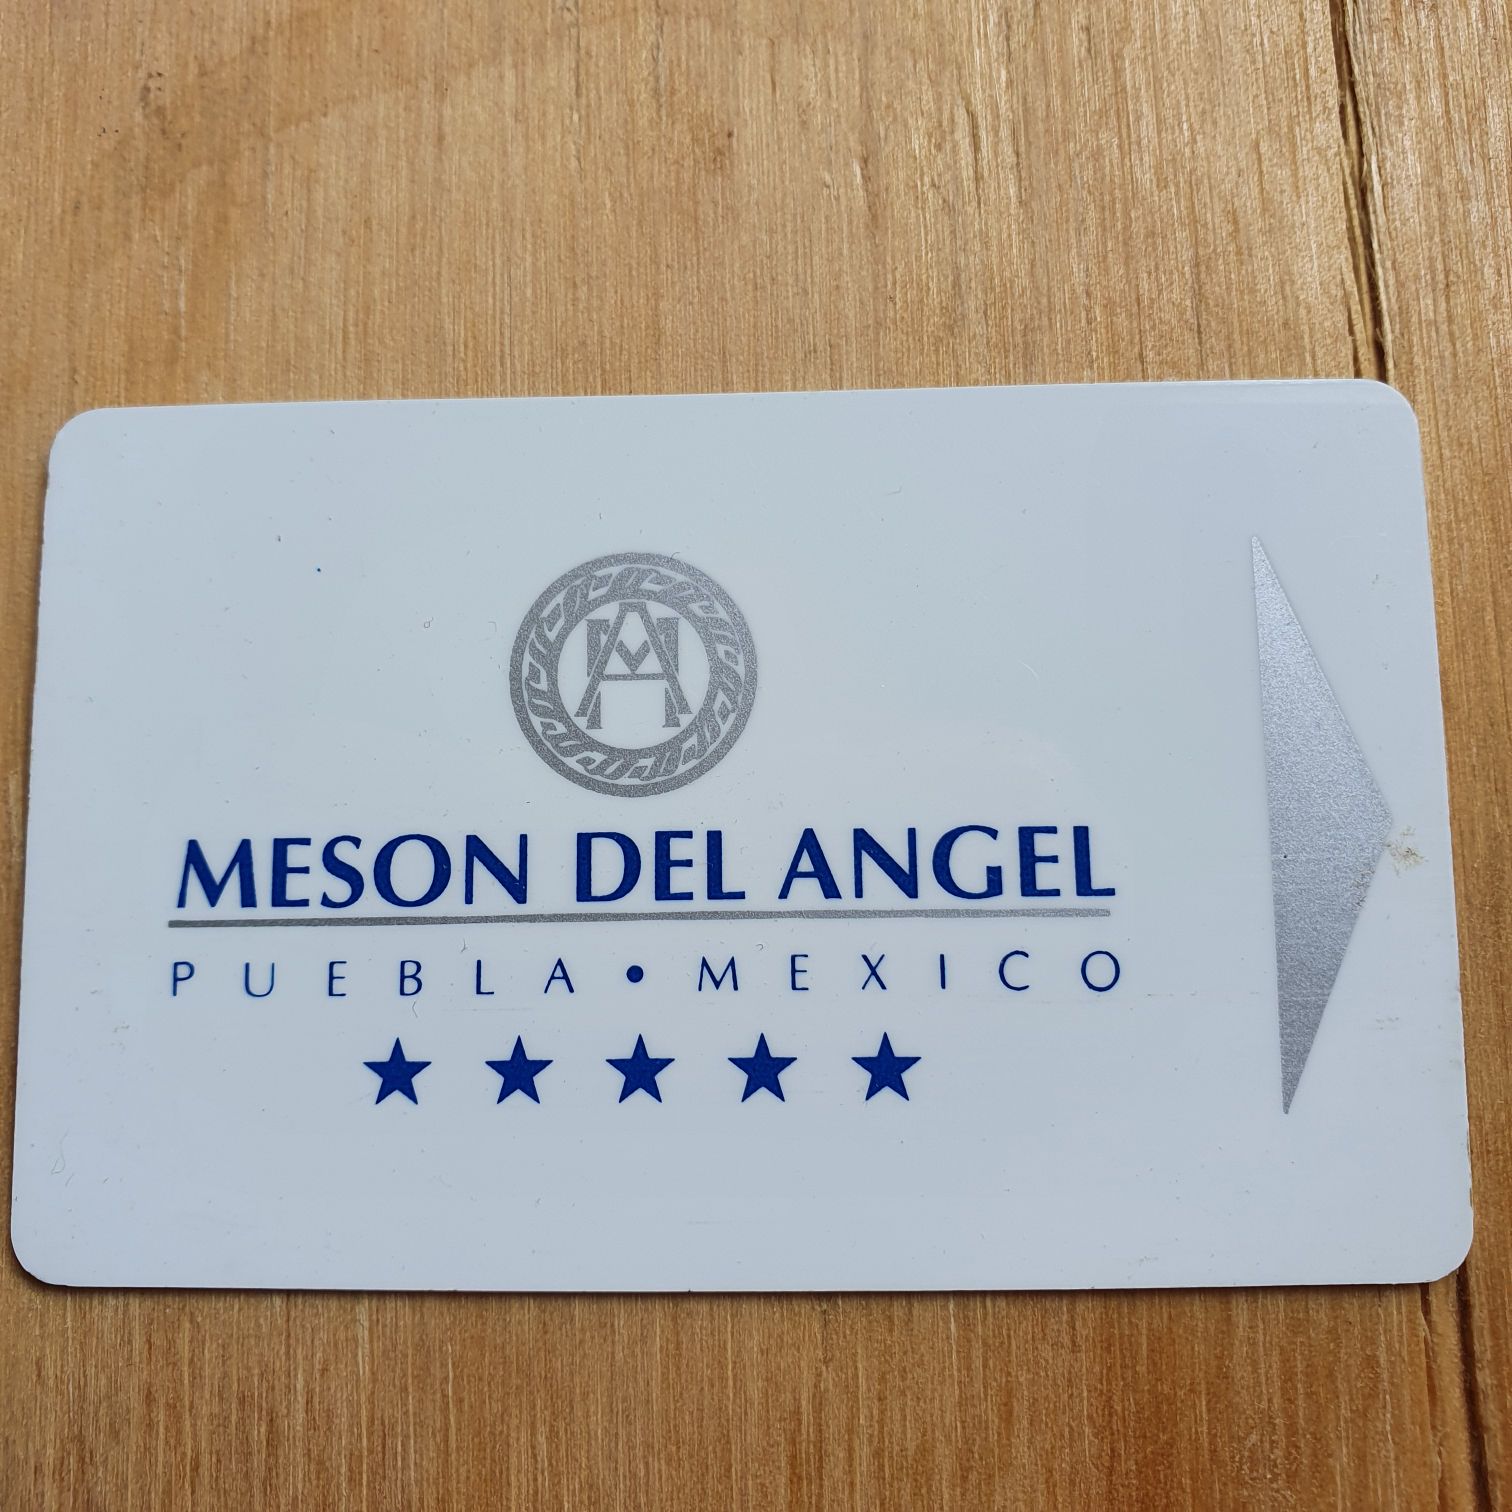 MESON DEL ANGEL
PUEBLA • MEXICO